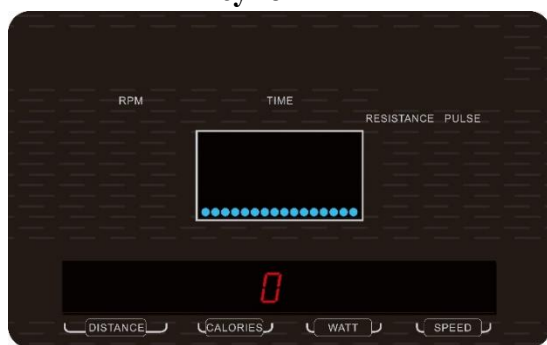 RPM TIME
RESISTANCE PULSE
0
DISTANCE CALORIES WATT SPEED